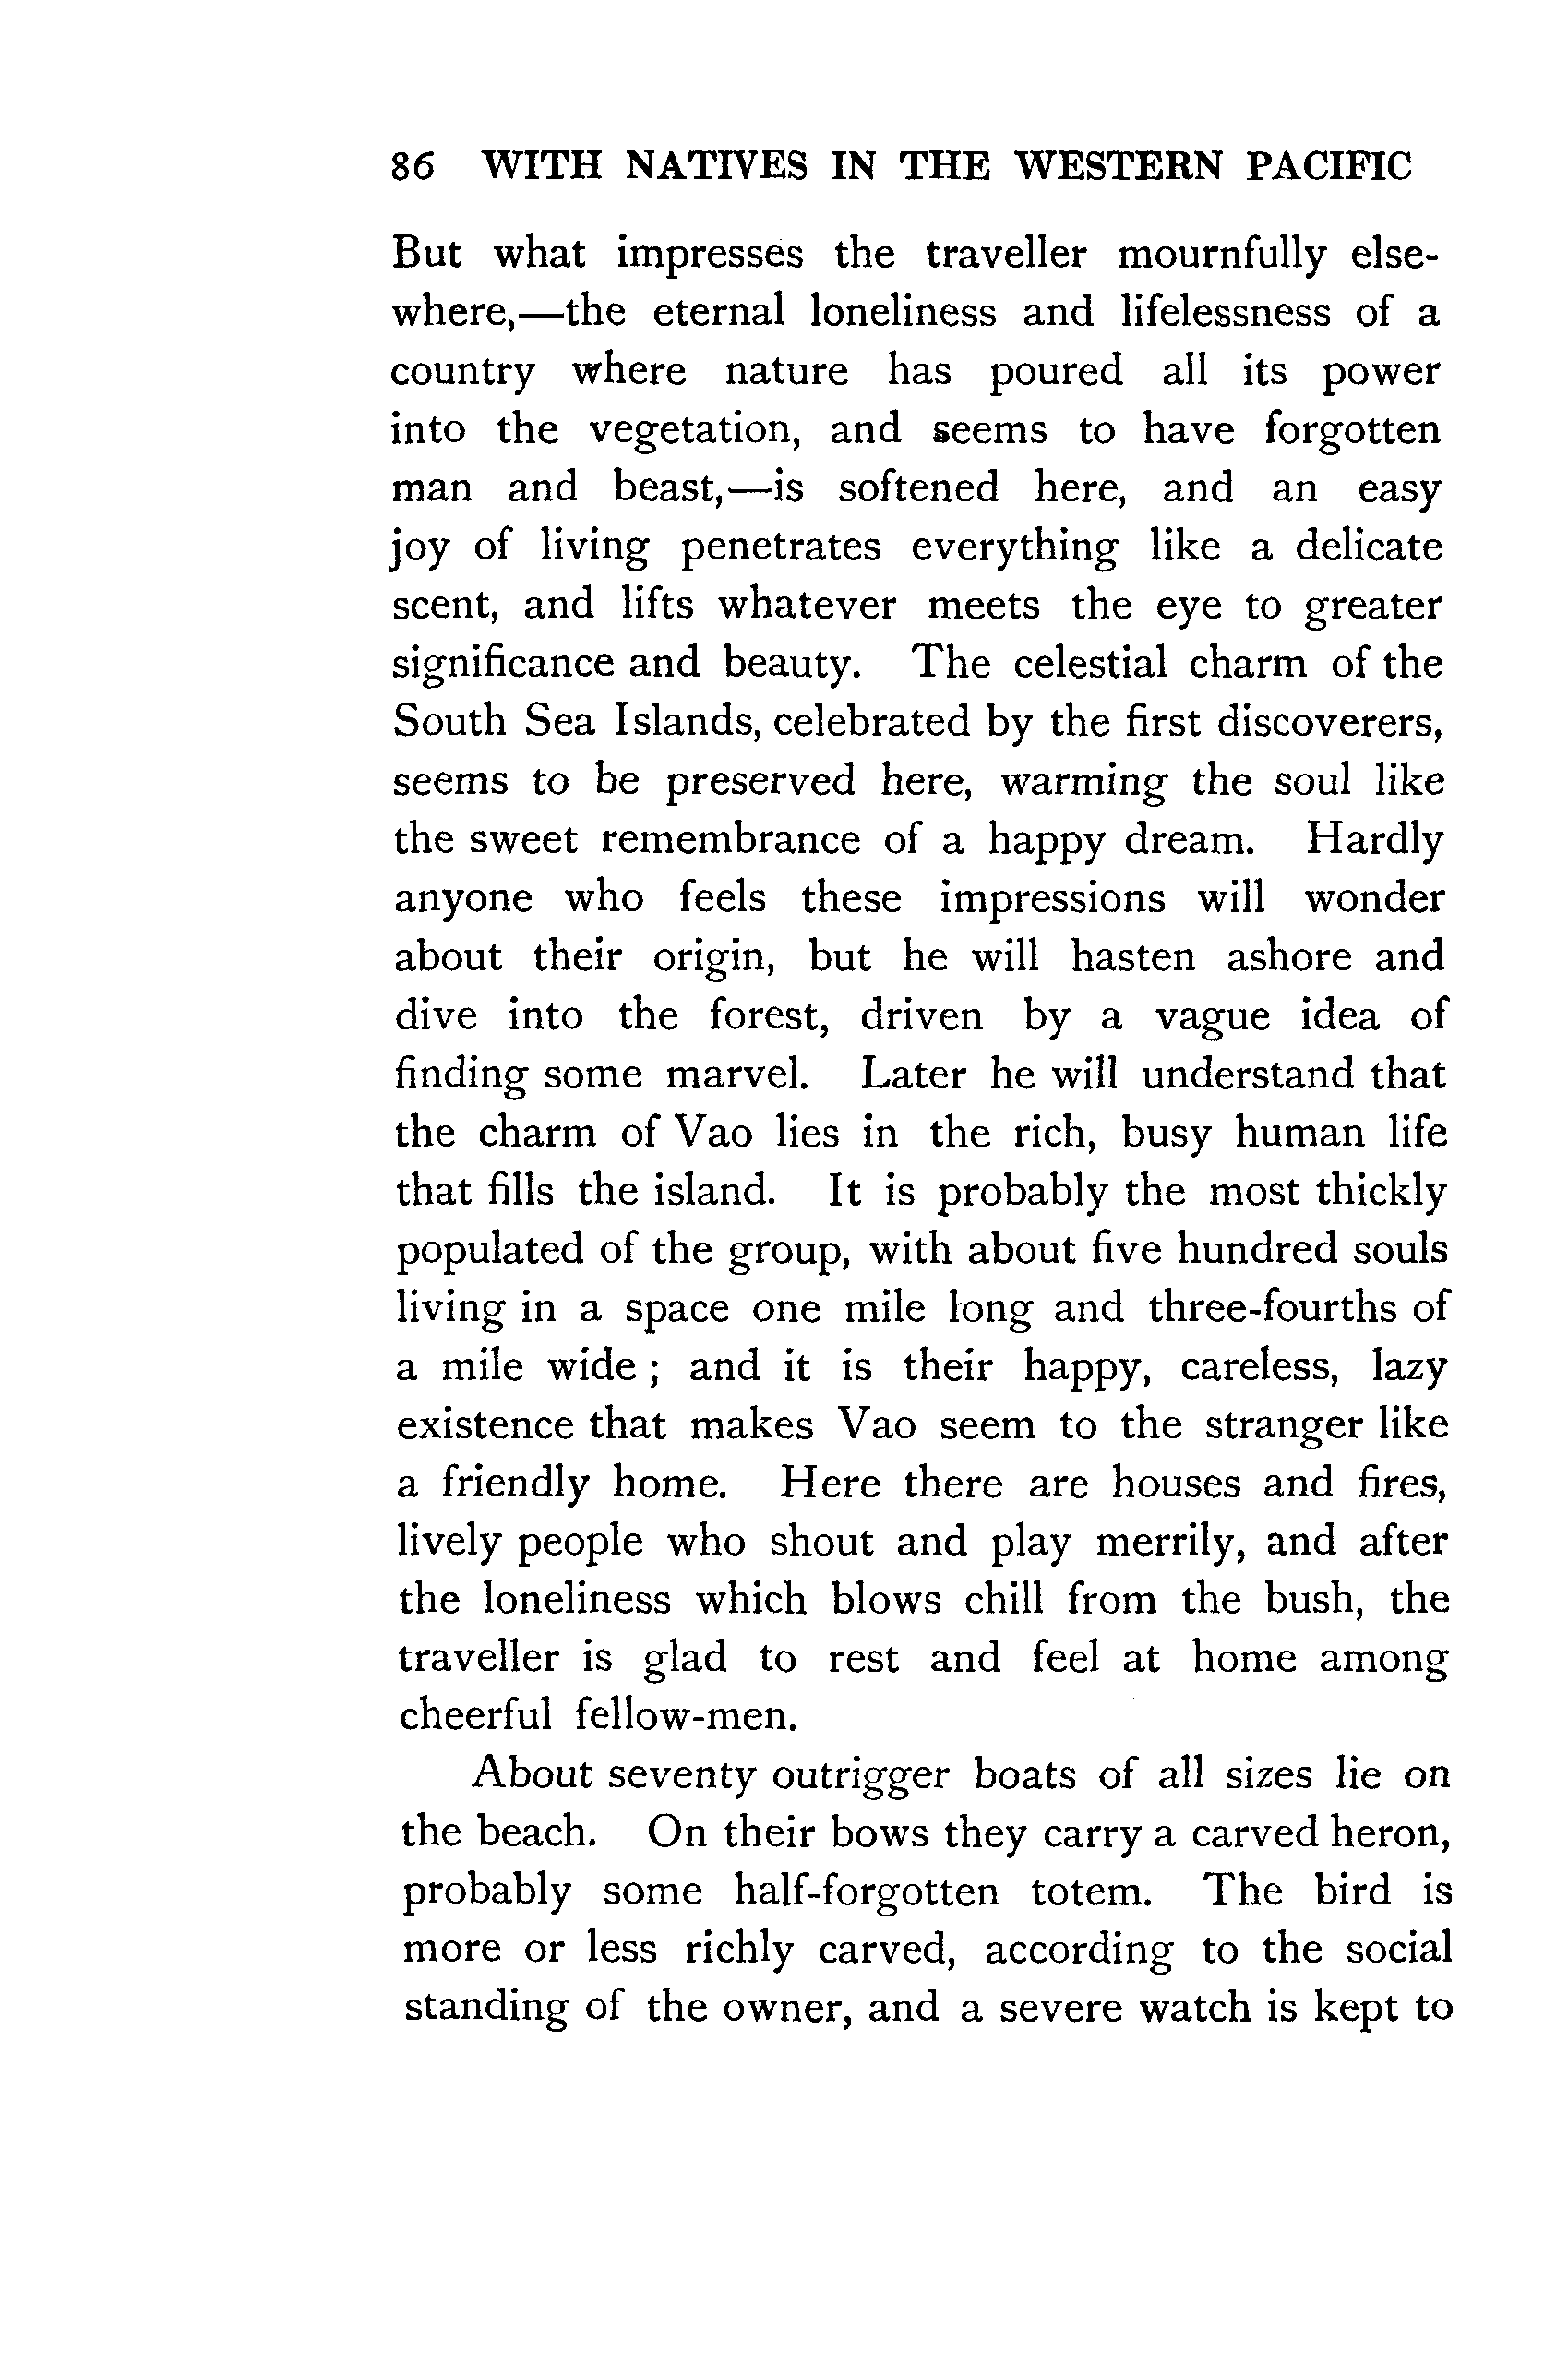 86 WITH NATIVES IN THE WESTERN PACIFIC
But what impresses the traveller mournfully else-
where,—the eternal loneliness and lifelessness of a
country where nature has poured all its power
into the vegetation, and seems to have forgotten
man and beast,—is softened here, and an easy
joy of living penetrates everything like a delicate
scent, and lifts whatever meets the eye to greater
significance and beauty. The celestial charm of the
South Sea Islands, celebrated by the first discoverers,
seems to be preserved here, warming the soul like
the sweet remembrance of a happy dream. Hardly
anyone who feels these impressions will wonder
about their origin, but he will hasten ashore and
dive into the forest, driven by a vague idea of
finding some marvel. Later he will understand that
the charm of Vao lies in the rich, busy human life
that fills the island. It is probably the most thickly
populated of the group, with about five hundred souls
living in a space one mile long and three-fourths of
a mile wide ; and it is their happy, careless, lazy
existence that makes Vao seem to the stranger like
a friendly home. Here there are houses and fires,
lively people who shout and play merrily, and after
the loneliness which blows chill from the bush, the
traveller is glad to rest and feel at home among
cheerful fellow-men.
About seventy outrigger boats of all sizes lie on
the beach. On their bows they carry a carved heron,
probably some half-forgotten totem. The bird is
more or less richly carved, according to the social
standing of the owner, and a severe watch is kept to